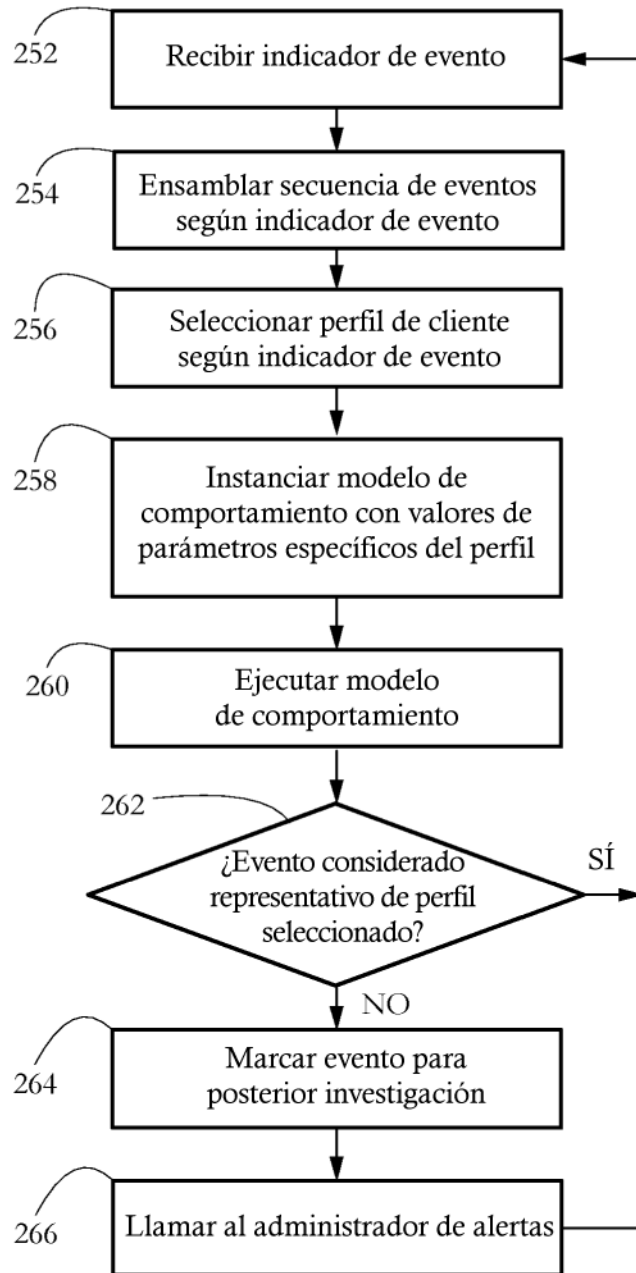 252
Recibir indicador de evento
254
Ensamblar secuencia de eventos
según indicador de evento
256
Seleccionar perfil de cliente
según indicador de evento
258
Instanciar modelo de
comportamiento con valores de
parámetros específicos del perfil
260
Ejecutar modelo
de comportamiento
262
¿Evento considerado
representativo de perfil
seleccionado?
SÍ
NO
264
Marcar evento para
posterior investigación
266
Llamar al administrador de alertas